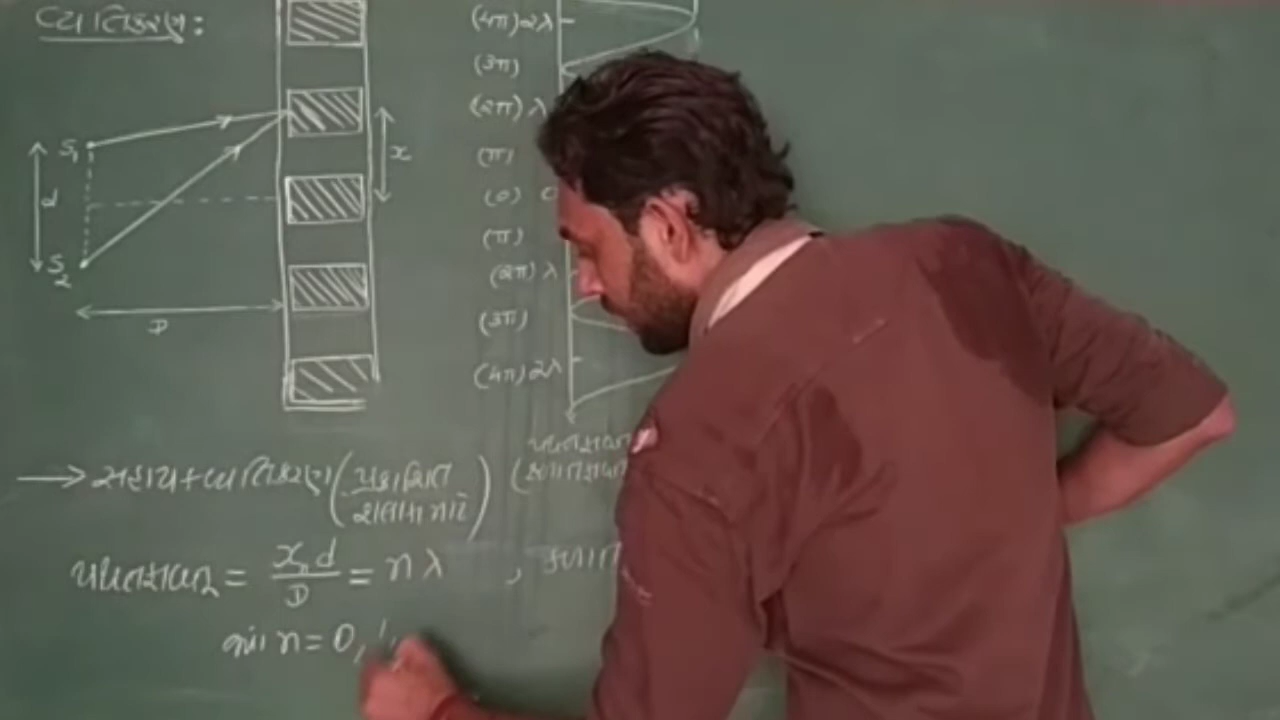 વ્યતિકરણ:
S₁
d
S₂
D
x
(4π) 2λ
(3π)
(2π) λ
(π)
(0) 0
(π)
(2π) λ
(3π)
(4π) 2λ
→ સહાયક વ્યતિકરણ (પ્રકાશિત શલાકા માટે)
પથતફાવત = xₙd/D = nλ ,
જ્યાં n = 0, 1,